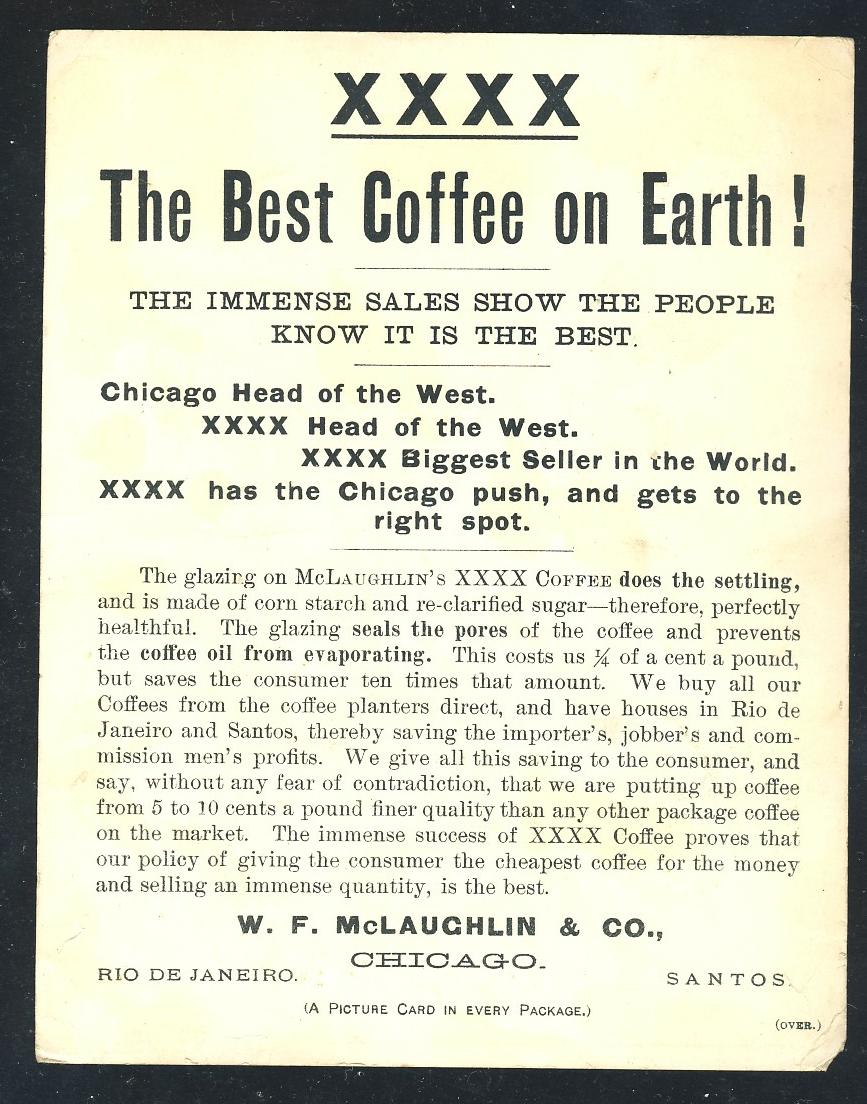 XXXX
The Best Coffee on Earth!
THE IMMENSE SALES SHOW THE PEOPLE
KNOW IT IS THE BEST.
Chicago Head of the West.
XXXX Head of the West.
XXXX Biggest Seller in the World.
XXXX has the Chicago push, and gets to the
right spot.
The glazing on McLaughlin's XXXX Coffee does the settling,
and is made of corn starch and re-clarified sugar—therefore, perfectly
healthful. The glazing seals the pores of the coffee and prevents
the coffee oil from evaporating. This costs us ¼ of a cent a pound,
but saves the consumer ten times that amount. We buy all our
Coffees from the coffee planters direct, and have houses in Rio de
Janeiro and Santos, thereby saving the importer's, jobber's and com-
mission men's profits. We give all this saving to the consumer, and
say, without any fear of contradiction, that we are putting up coffee
from 5 to 10 cents a pound finer quality than any other package coffee
on the market. The immense success of XXXX Coffee proves that
our policy of giving the consumer the cheapest coffee for the money
and selling an immense quantity, is the best.
W. F. McLAUGHLIN & CO.,
CHICAGO.
RIO DE JANEIRO. SANTOS.
(A Picture Card in every Package.)
(OVER.)